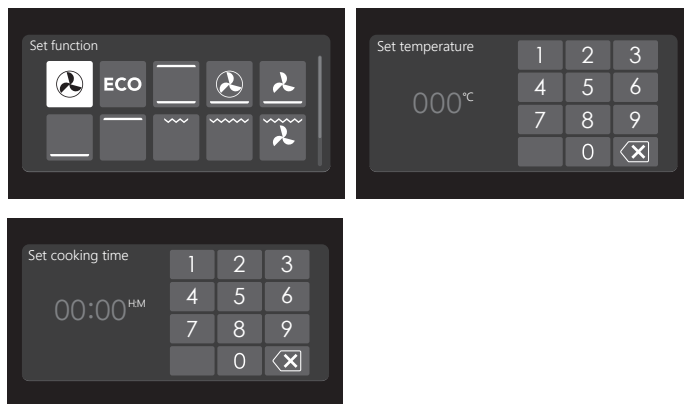 Set function
ECO
Set temperature
000°C
1 2 3
4 5 6
7 8 9
0
Set cooking time
00:00 H:M
1 2 3
4 5 6
7 8 9
0